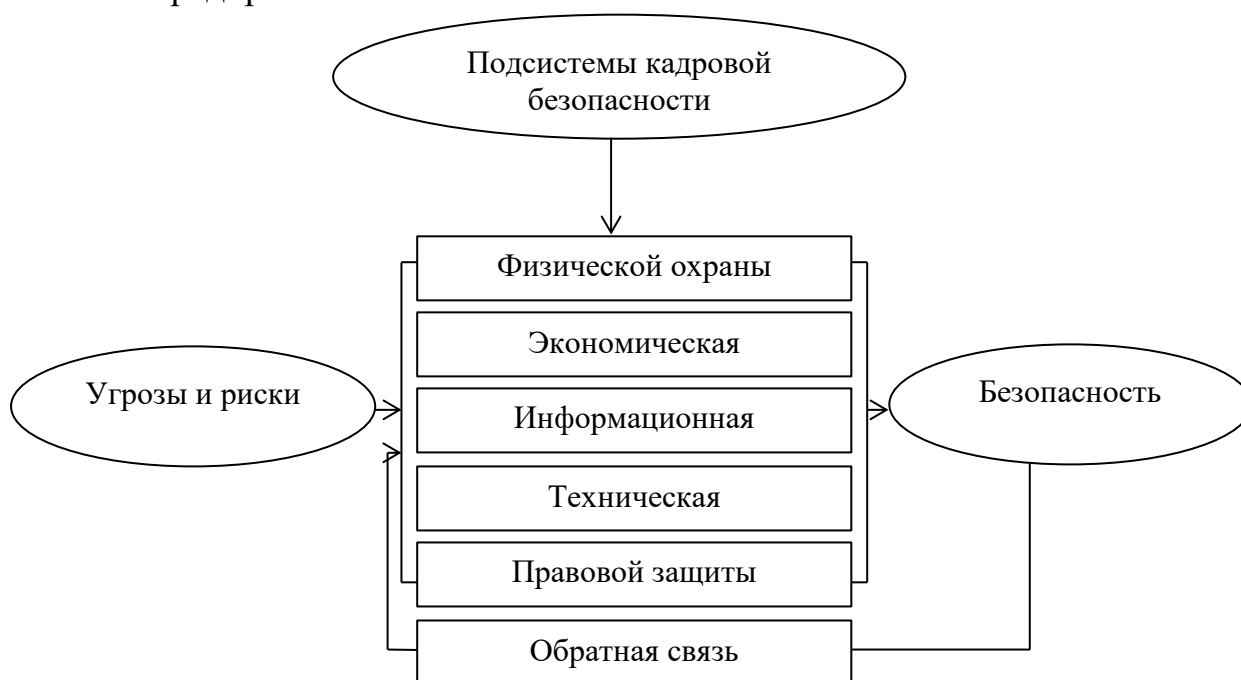 Подсистемы кадровой
безопасности
Физической охраны
Экономическая
Угрозы и риски
Информационная
Безопасность
Техническая
Правовой защиты
Обратная связь